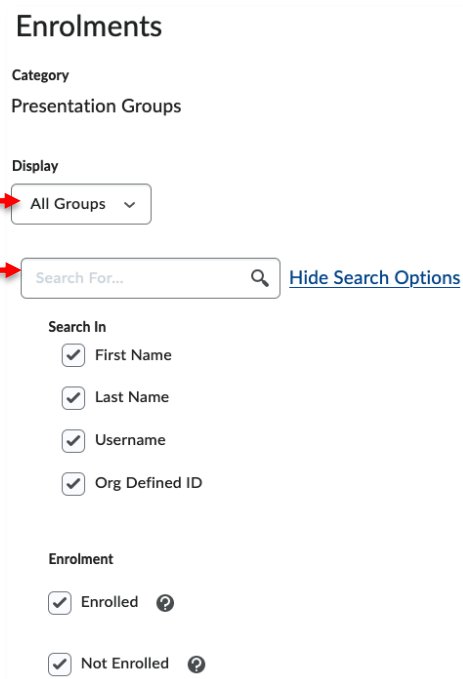 Enrolments
Category
Presentation Groups
Display
All Groups
Search For...
Hide Search Options
Search In
First Name
Last Name
Username
Org Defined ID
Enrolment
Enrolled
Not Enrolled